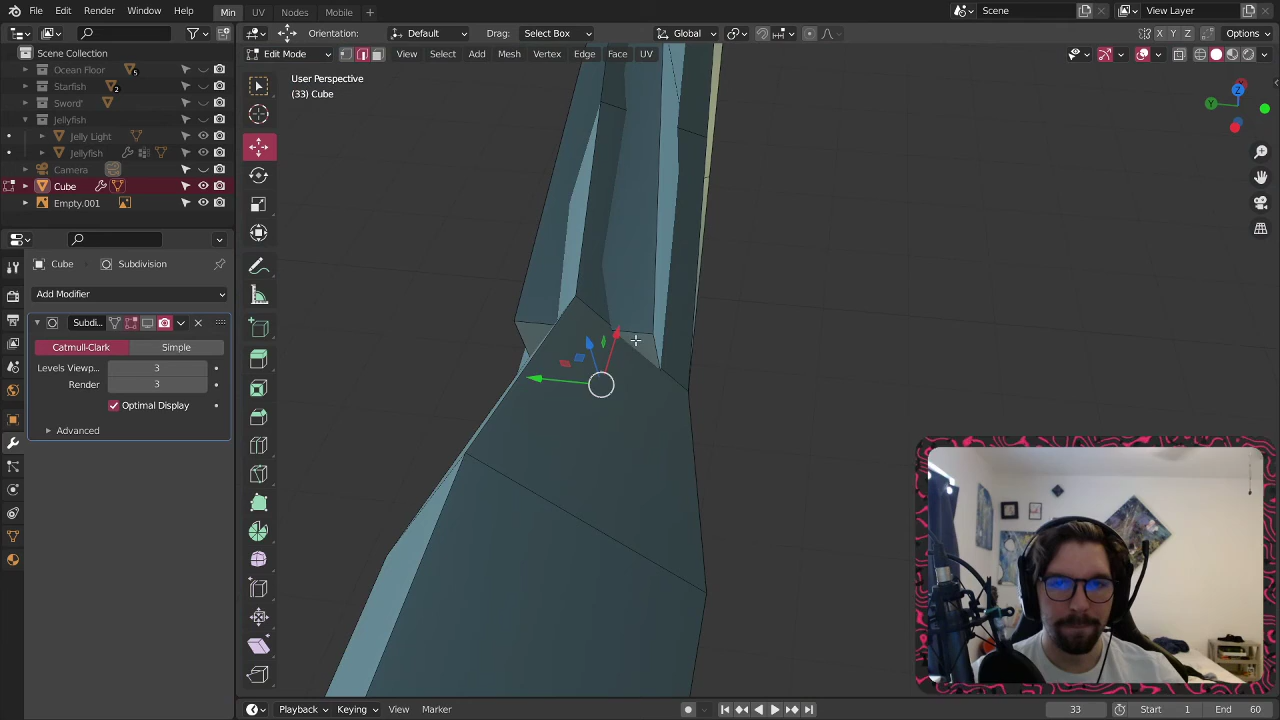 File Edit Render Window Help Min UV Nodes Mobile + Scene View Layer
Orientation: Default Drag: Select Box Global X Y Z Options
Scene Collection Edit Mode View Select Add Mesh Vertex Edge Face UV
Ocean Floor 5
Starfish 2
Sword'
Jellyfish
Jelly Light
Jellyfish
Camera
Cube
Empty.001
User Perspective
(33) Cube
Z
Y
Cube Subdivision
Add Modifier
Subdi...
Catmull-Clark Simple
Levels Viewp... 3
Render 3
Optimal Display
Advanced
Playback Keying View Marker 33 Start 1 End 60